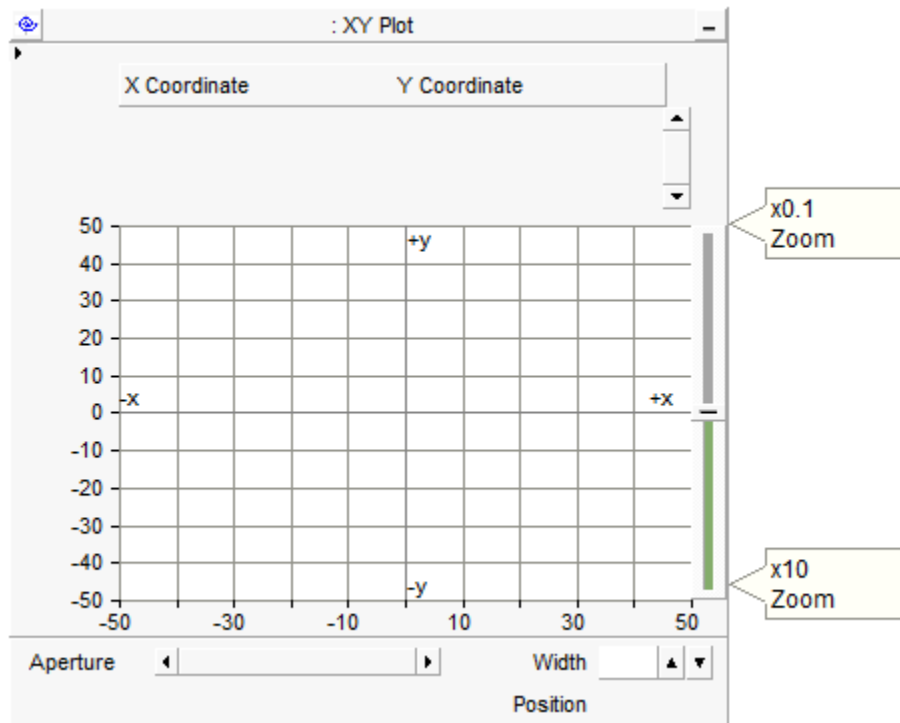 : XY Plot
X Coordinate Y Coordinate
x0.1
Zoom
50
40
30
20
10
0
-10
-20
-30
-40
-50
+y
-x
+x
-y
-50 -30 -10 10 30 50
x10
Zoom
Aperture Width
Position